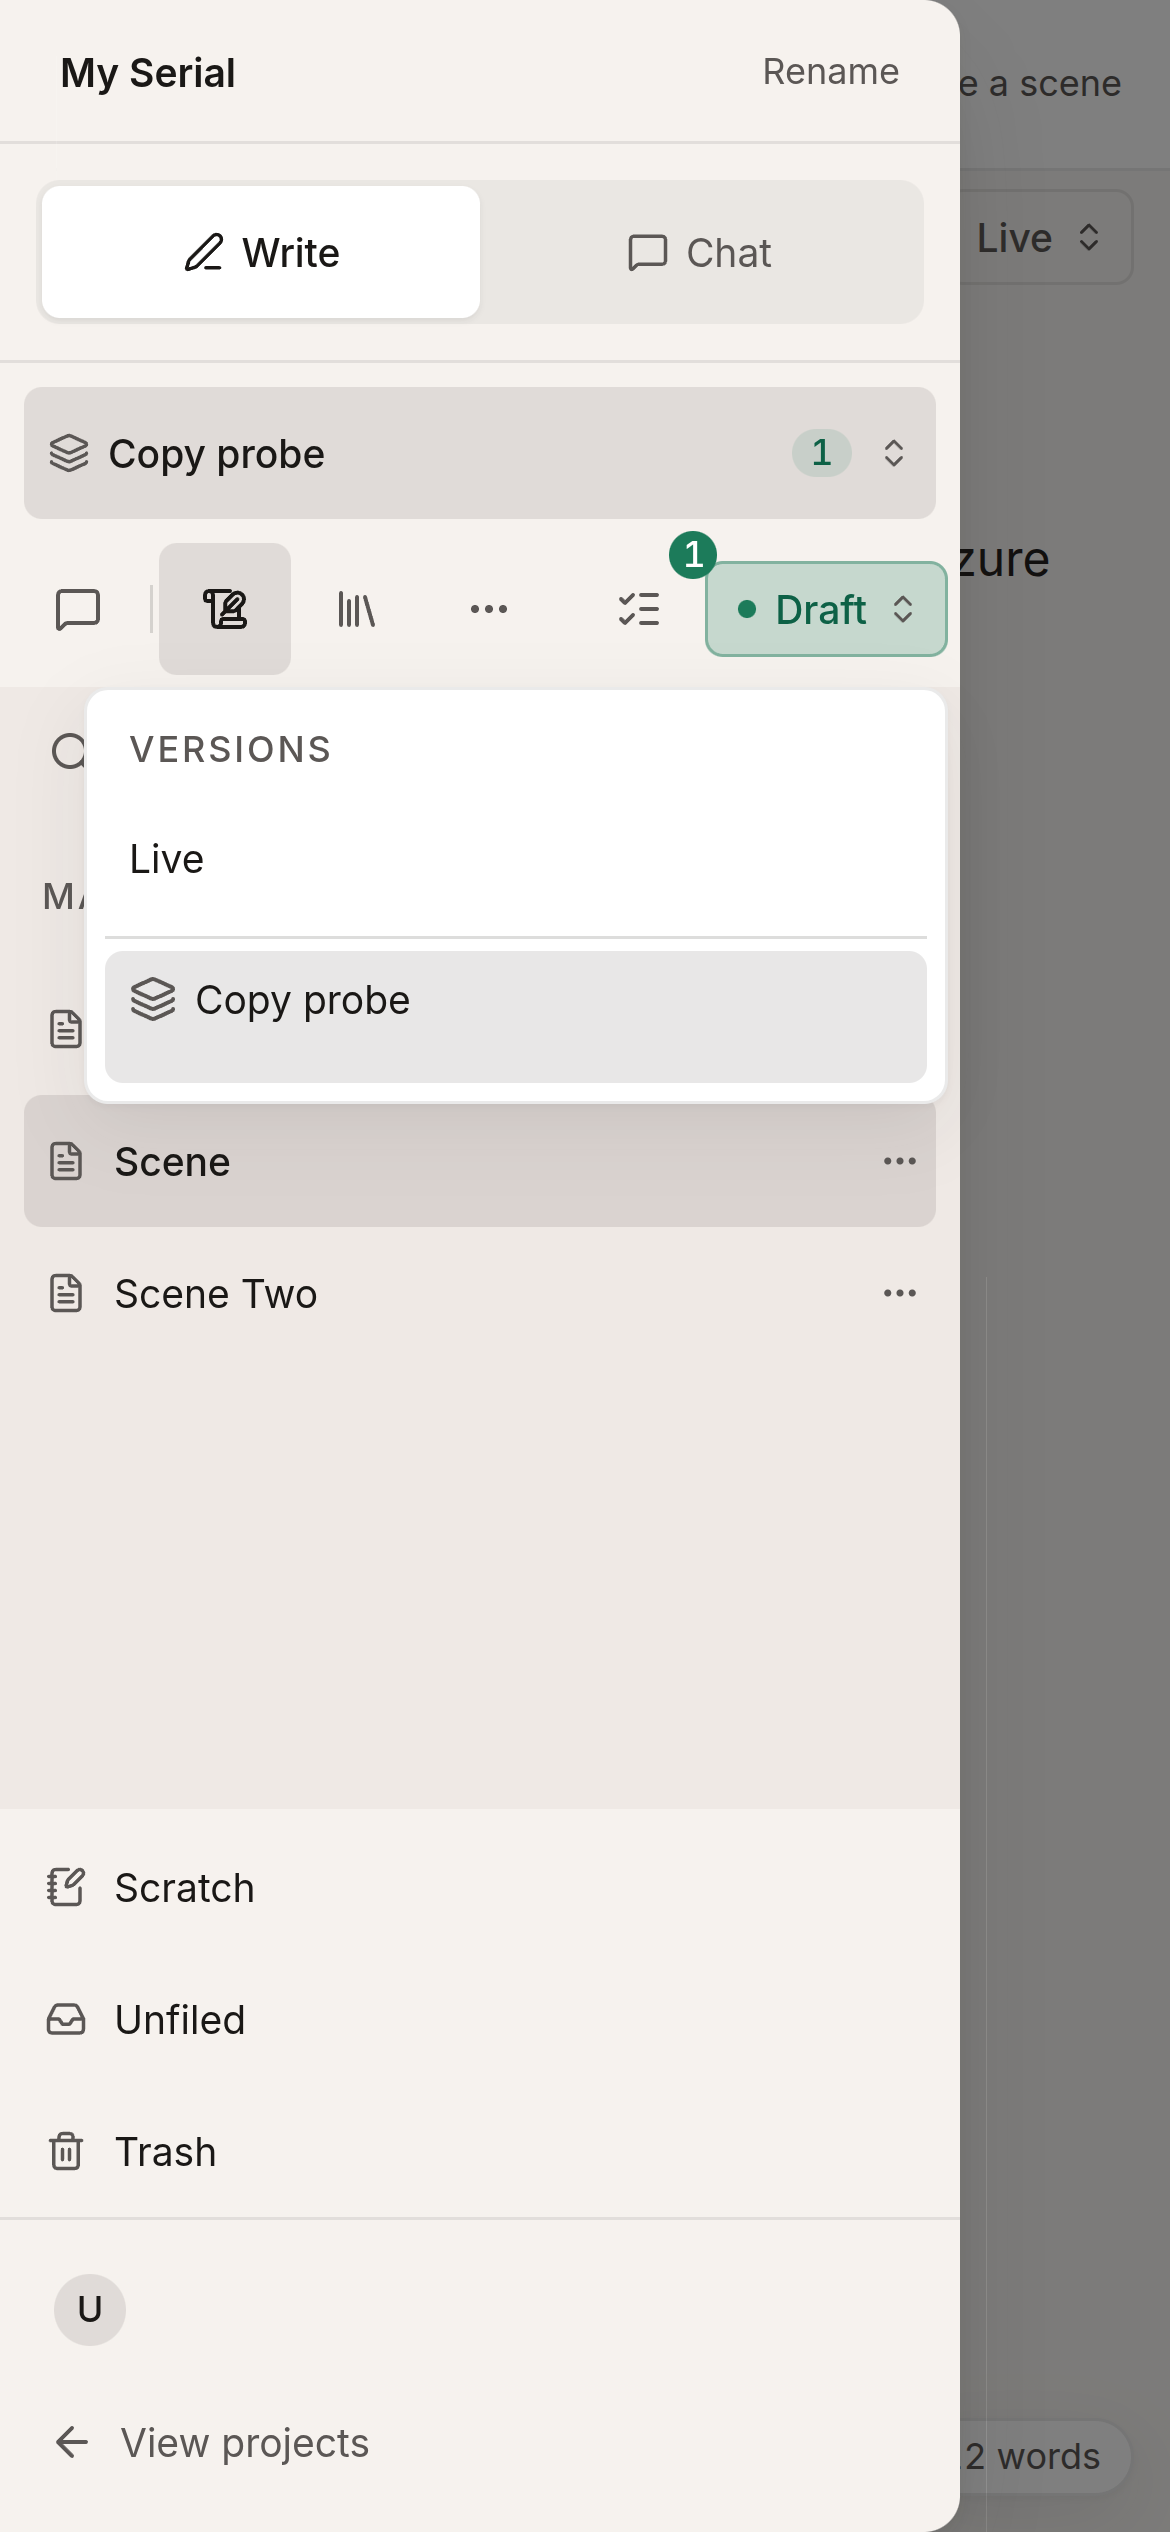 My Serial
Rename
e a scene
Write
Chat
Live
Copy probe
1
1
Draft
zure
VERSIONS
Live
MA
Copy probe
Scene
Scene Two
Scratch
Unfiled
Trash
U
View projects
2 words